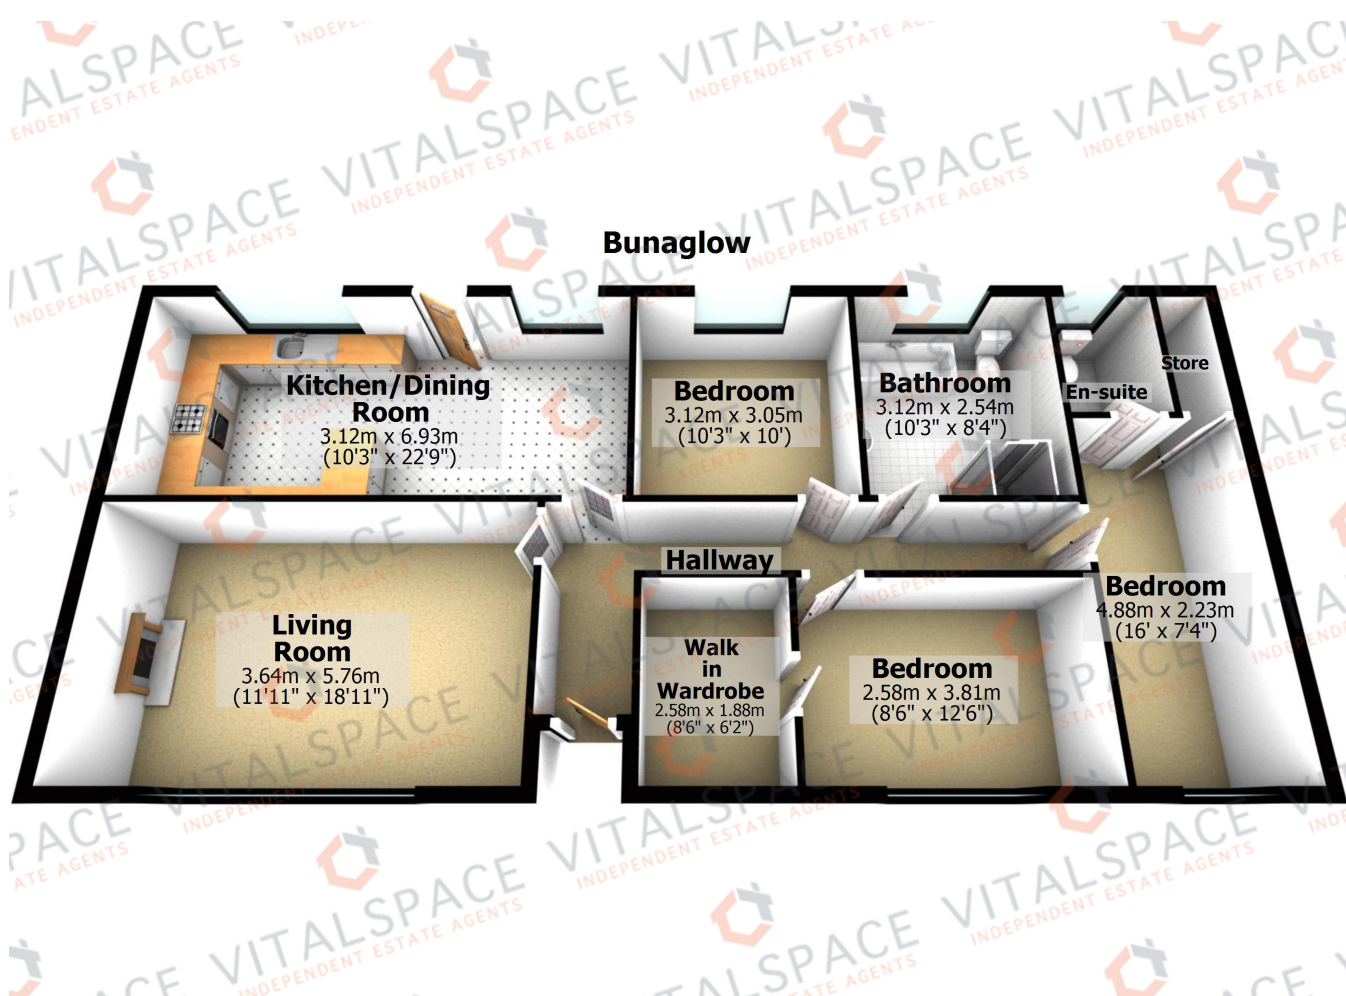 Bunaglow
Kitchen/Dining
Room
3.12m x 6.93m
(10'3" x 22'9")
Bedroom
3.12m x 3.05m
(10'3" x 10')
Bathroom
3.12m x 2.54m
(10'3" x 8'4")
En-suite
Store
Hallway
Living
Room
3.64m x 5.76m
(11'11" x 18'11")
Walk
in
Wardrobe
2.58m x 1.88m
(8'6" x 6'2")
Bedroom
2.58m x 3.81m
(8'6" x 12'6")
Bedroom
4.88m x 2.23m
(16' x 7'4")
VITALSPACE
INDEPENDENT ESTATE AGENTS